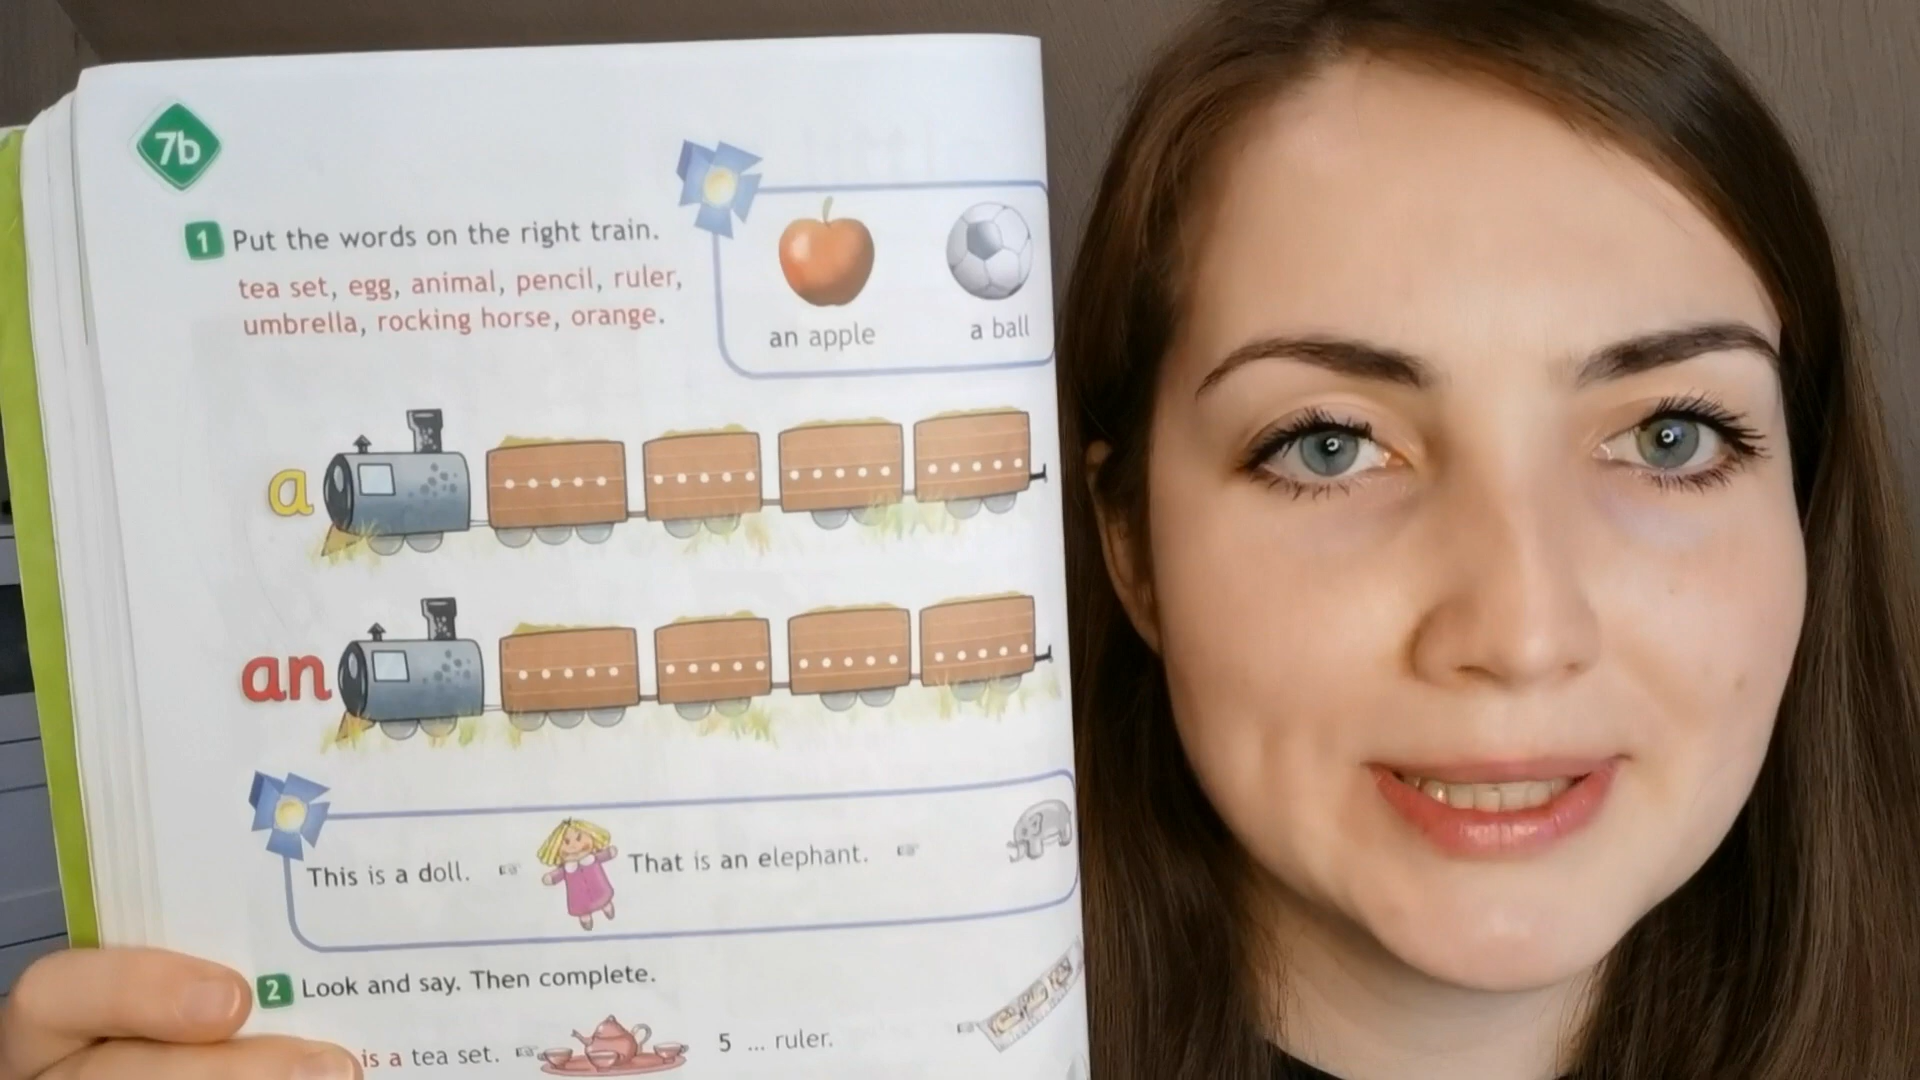 7b
1 Put the words on the right train.
tea set, egg, animal, pencil, ruler,
umbrella, rocking horse, orange.
an apple
a ball
a
an
This is a doll. That is an elephant.
2 Look and say. Then complete.
is a tea set. 5 ... ruler.